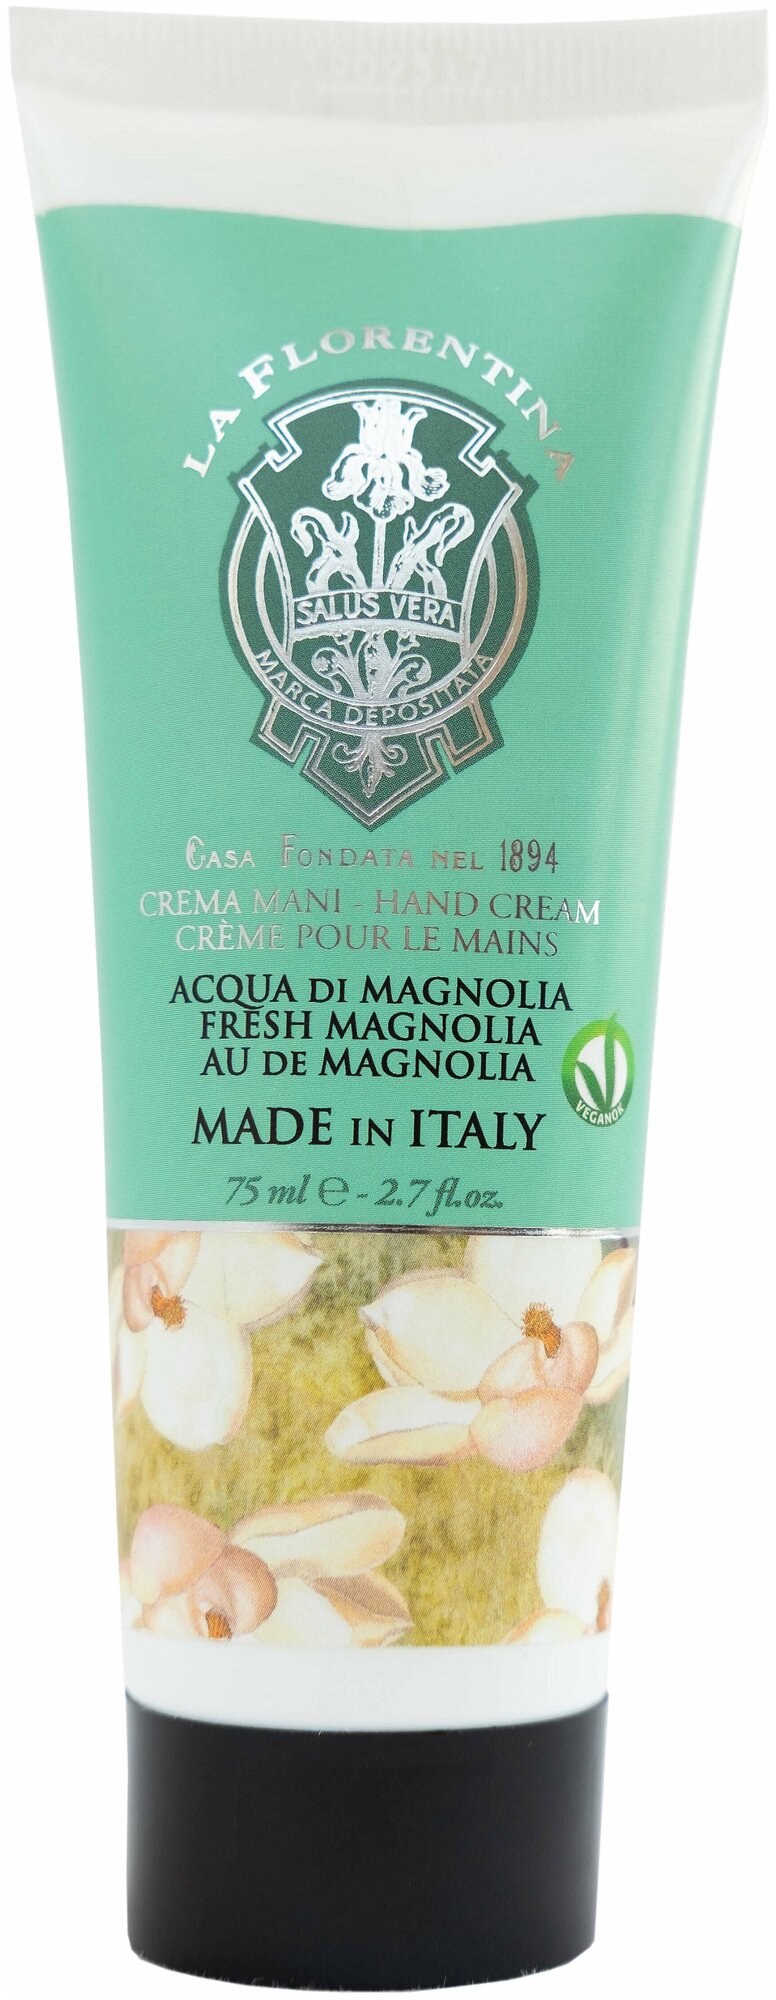 LA FLORENTINA
SALUS VERA
MARCA DEPOSITATA
CASA FONDATA NEL 1894
CREMA MANI - HAND CREAM
CRÈME POUR LE MAINS
ACQUA DI MAGNOLIA
FRESH MAGNOLIA
AU DE MAGNOLIA
VEGANOK
MADE IN ITALY
75 ml ℮ - 2.7 fl.oz.